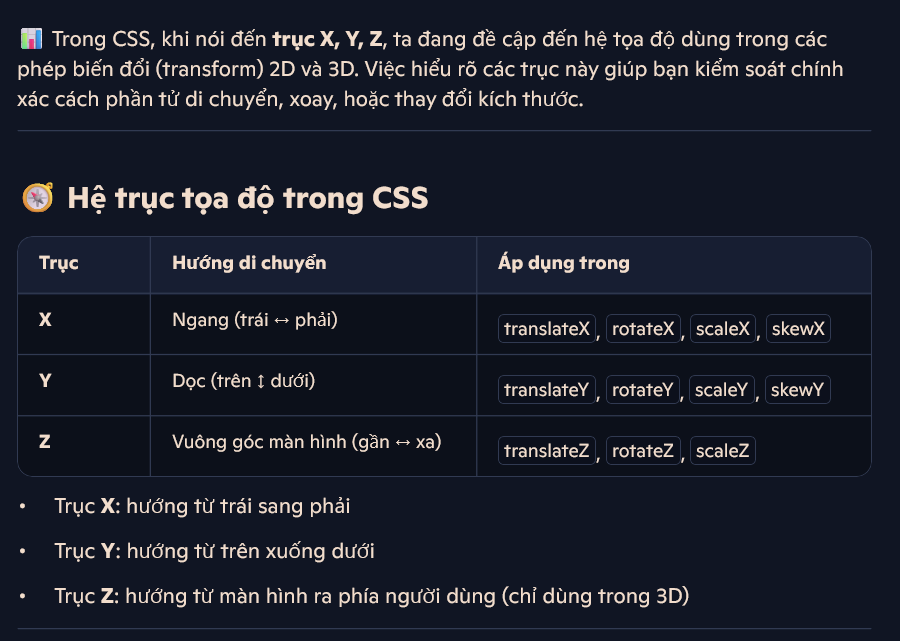 📊 Trong CSS, khi nói đến trục X, Y, Z, ta đang đề cập đến hệ tọa độ dùng trong các
phép biến đổi (transform) 2D và 3D. Việc hiểu rõ các trục này giúp bạn kiểm soát chính
xác cách phần tử di chuyển, xoay, hoặc thay đổi kích thước.
🧭 Hệ trục tọa độ trong CSS
Trục Hướng di chuyển Áp dụng trong
X Ngang (trái ↔ phải) translateX, rotateX, scaleX, skewX
Y Dọc (trên ↕ dưới) translateY, rotateY, scaleY, skewY
Z Vuông góc màn hình (gần ↔ xa) translateZ, rotateZ, scaleZ
• Trục X: hướng từ trái sang phải
• Trục Y: hướng từ trên xuống dưới
• Trục Z: hướng từ màn hình ra phía người dùng (chỉ dùng trong 3D)